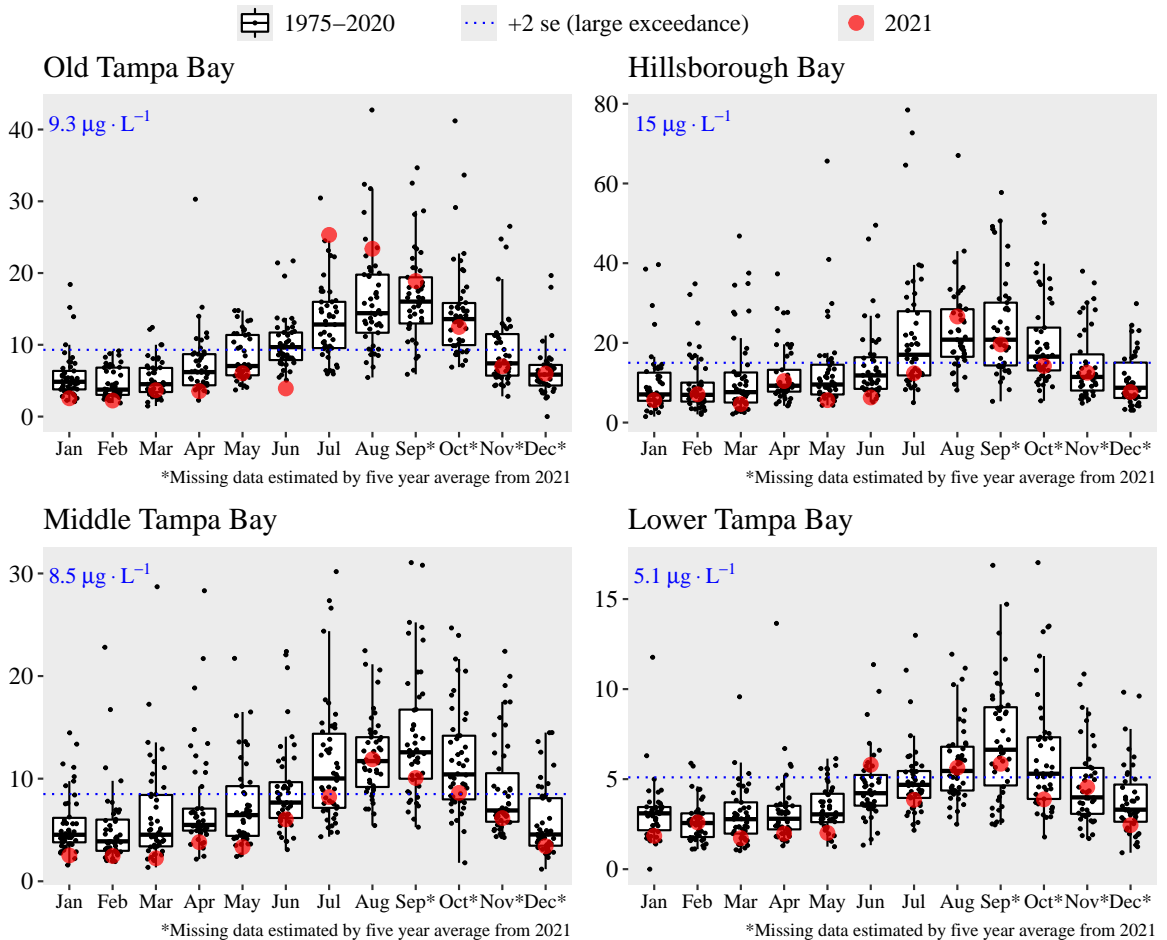 1975–2020 +2 se (large exceedance) 2021
Old Tampa Bay
9.3 μg · L⁻¹
40
30
20
10
0
Jan Feb Mar Apr May Jun Jul Aug Sep* Oct* Nov* Dec*
*Missing data estimated by five year average from 2021
Hillsborough Bay
15 μg · L⁻¹
80
60
40
20
0
Jan Feb Mar Apr May Jun Jul Aug Sep* Oct* Nov* Dec*
*Missing data estimated by five year average from 2021
Middle Tampa Bay
8.5 μg · L⁻¹
30
20
10
0
Jan Feb Mar Apr May Jun Jul Aug Sep* Oct* Nov* Dec*
*Missing data estimated by five year average from 2021
Lower Tampa Bay
5.1 μg · L⁻¹
15
10
5
0
Jan Feb Mar Apr May Jun Jul Aug Sep* Oct* Nov* Dec*
*Missing data estimated by five year average from 2021